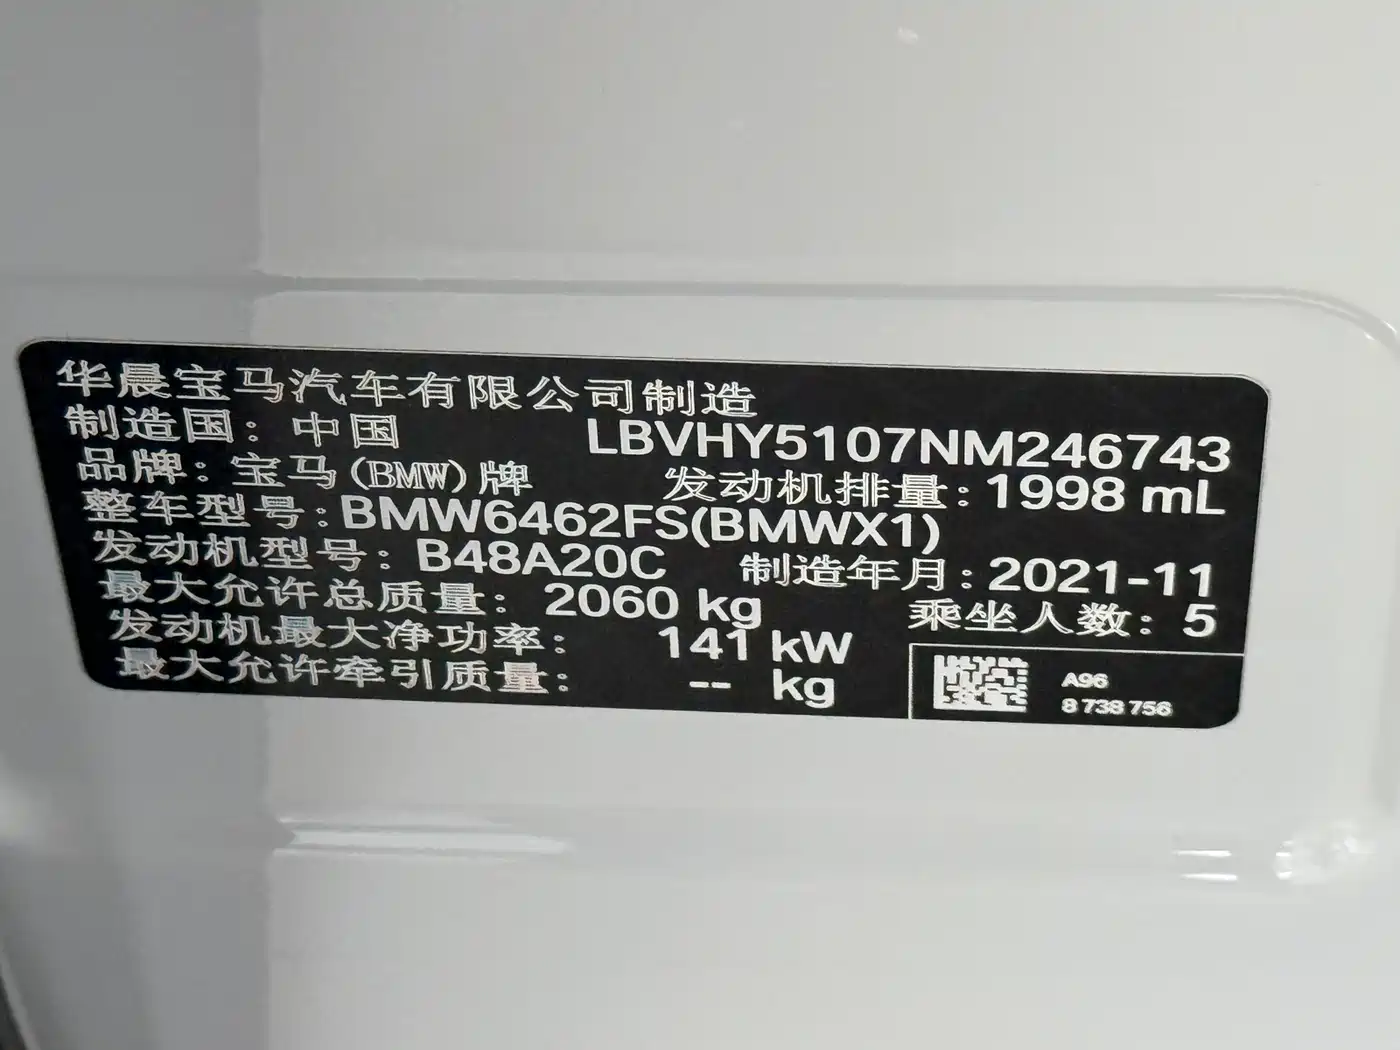 华晨宝马汽车有限公司制造
制造国：中国 LBVHY5107NM246743
品牌：宝马(BMW)牌 发动机排量：1998 mL
整车型号：BMW6462FS(BMWX1)
发动机型号：B48A20C 制造年月：2021-11
最大允许总质量：2060 kg 乘坐人数：5
发动机最大净功率：141 kW
最大允许牵引质量：-- kg
A96
8 738 756